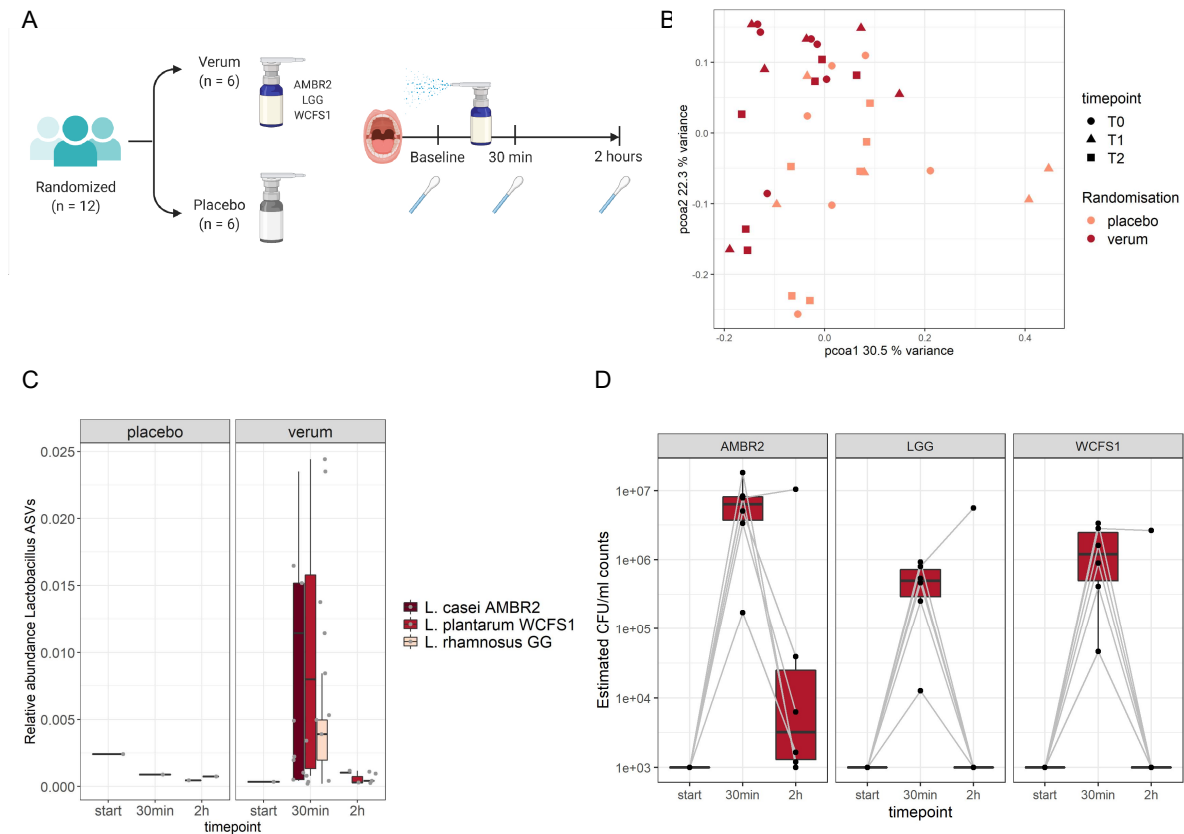 A
Verum
(n = 6)
AMBR2
LGG
WCFS1
Randomized
(n = 12)
Placebo
(n = 6)
Baseline
30 min
2 hours
B
pcoa2 22.3 % variance
0.1
0.0
-0.1
-0.2
-0.2
0.0
0.2
0.4
pcoa1 30.5 % variance
timepoint
T0
T1
T2
Randomisation
placebo
verum
C
Relative abundance Lactobacillus ASVs
placebo
verum
0.025
0.020
0.015
0.010
0.005
0.000
start
30min
2h
start
30min
2h
timepoint
L. casei AMBR2
L. plantarum WCFS1
L. rhamnosus GG
D
Estimated CFU/ml counts
AMBR2
LGG
WCFS1
1e+07
1e+06
1e+05
1e+04
1e+03
start
30min
2h
start
30min
2h
start
30min
2h
timepoint